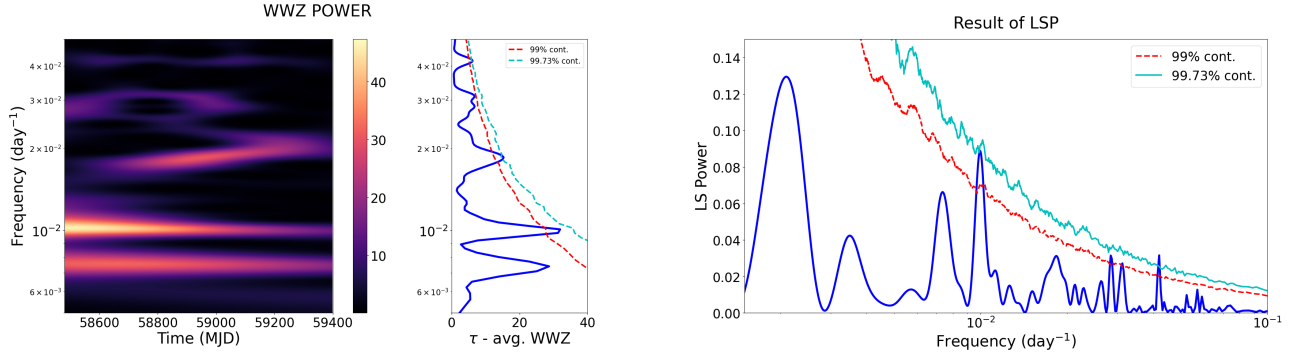 WWZ POWER
Frequency (day⁻¹)
4 × 10⁻²
3 × 10⁻²
2 × 10⁻²
10⁻²
6 × 10⁻³
58600 58800 59000 59200 59400
Time (MJD)
40
30
20
10
4 × 10⁻²
3 × 10⁻²
2 × 10⁻²
10⁻²
6 × 10⁻³
99% cont.
99.73% cont.
0 20 40
τ - avg. WWZ
Result of LSP
LS Power
0.14
0.12
0.10
0.08
0.06
0.04
0.02
0.00
99% cont.
99.73% cont.
10⁻² 10⁻¹
Frequency (day⁻¹)